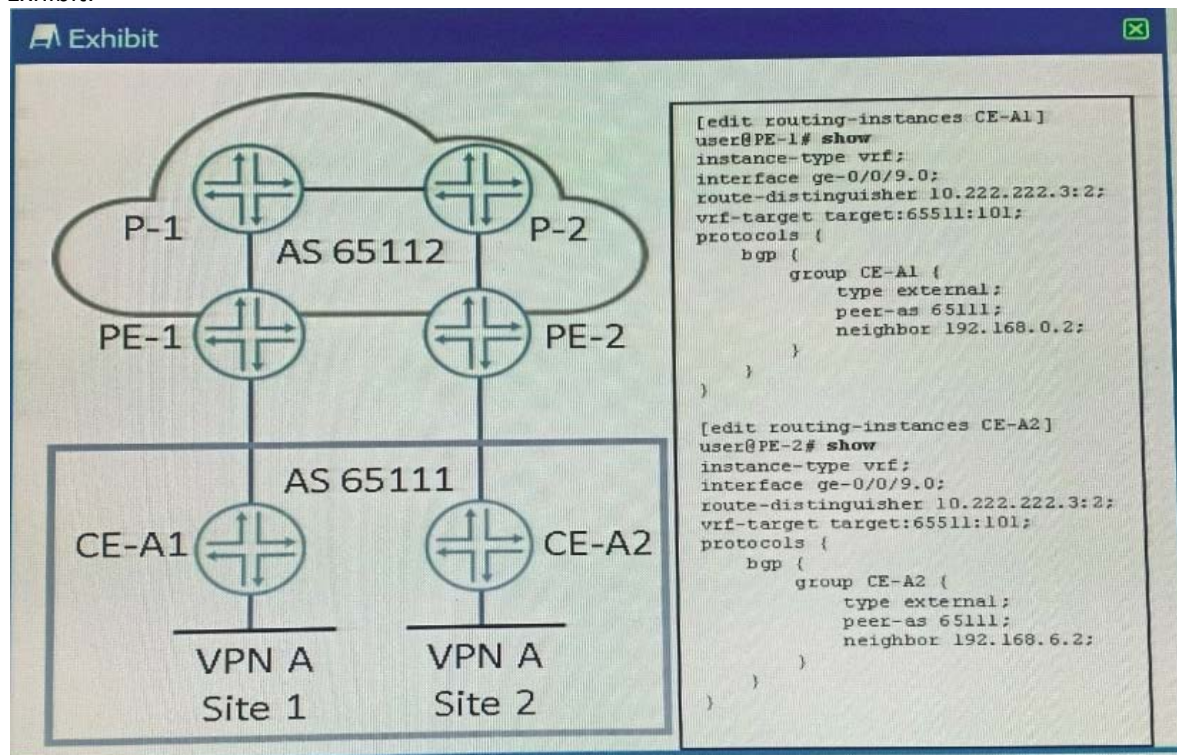 Exhibit
P-1
P-2
AS 65112
PE-1
PE-2
AS 65111
CE-A1
CE-A2
VPN A
Site 1
VPN A
Site 2
[edit routing-instances CE-A1]
user@PE-1# show
instance-type vrf;
interface ge-0/0/9.0;
route-distinguisher 10.222.222.3:2;
vrf-target target:65511:101;
protocols {
bgp {
group CE-A1 {
type external;
peer-as 65111;
neighbor 192.168.0.2;
}
}
}
[edit routing-instances CE-A2]
user@PE-2# show
instance-type vrf;
interface ge-0/0/9.0;
route-distinguisher 10.222.222.3:2;
vrf-target target:65511:101;
protocols {
bgp {
group CE-A2 {
type external;
peer-as 65111;
neighbor 192.168.6.2;
}
}
}